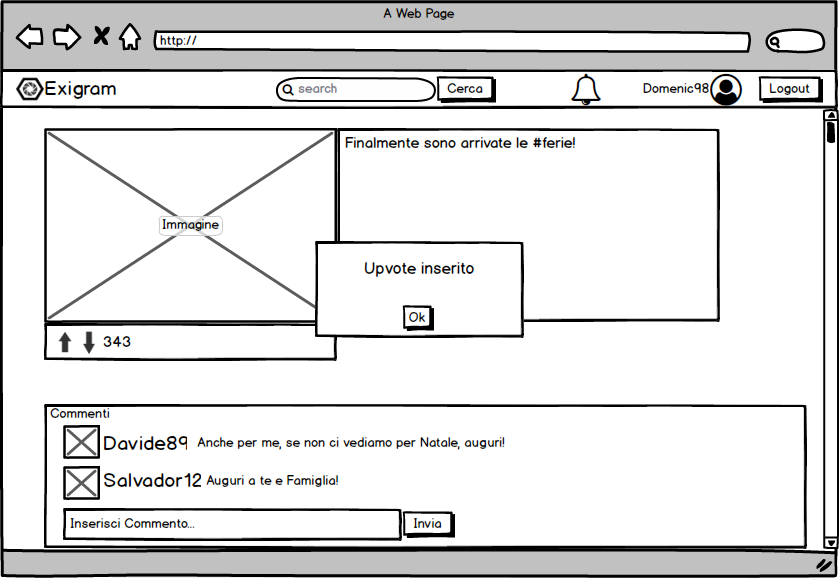 A Web Page
http://
Exigram
search
Cerca
Domenic98
Logout
Immagine
Finalmente sono arrivate le #ferie!
Upvote inserito
Ok
343
Commenti
Davide89 Anche per me, se non ci vediamo per Natale, auguri!
Salvador12 Auguri a te e Famiglia!
Inserisci Commento...
Invia